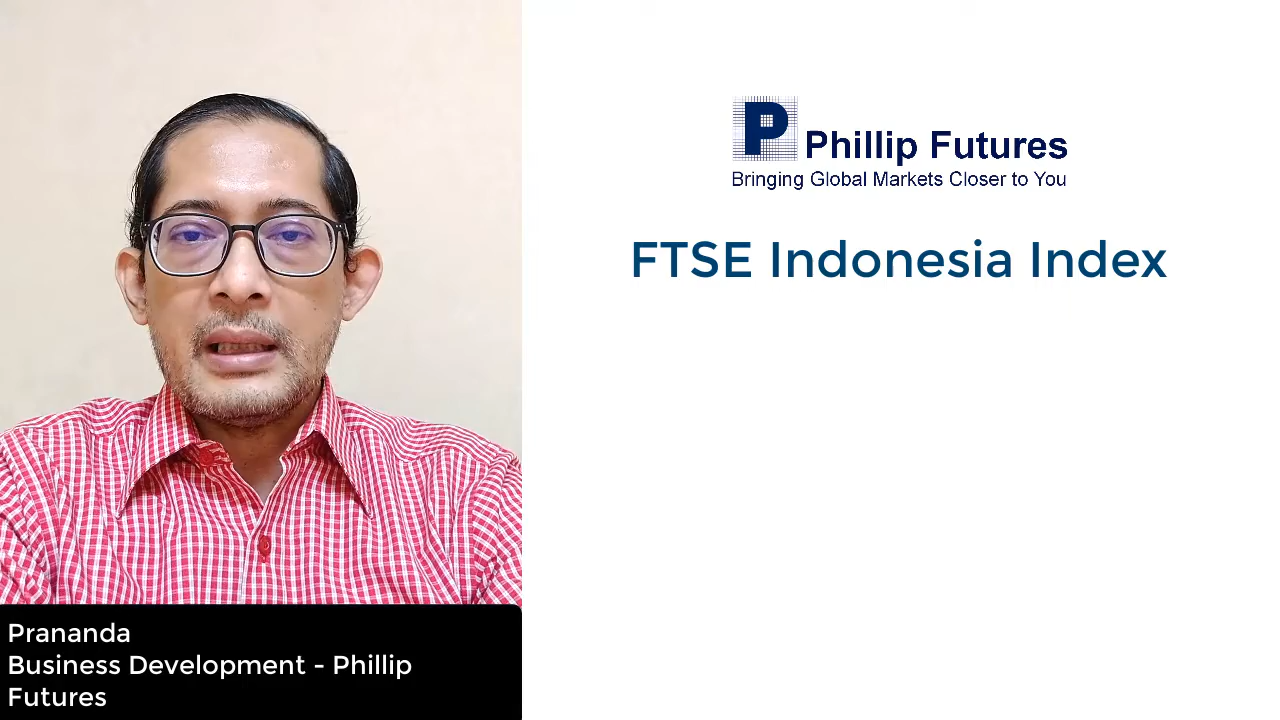 P Phillip Futures
Bringing Global Markets Closer to You
FTSE Indonesia Index
Prananda
Business Development - Phillip
Futures